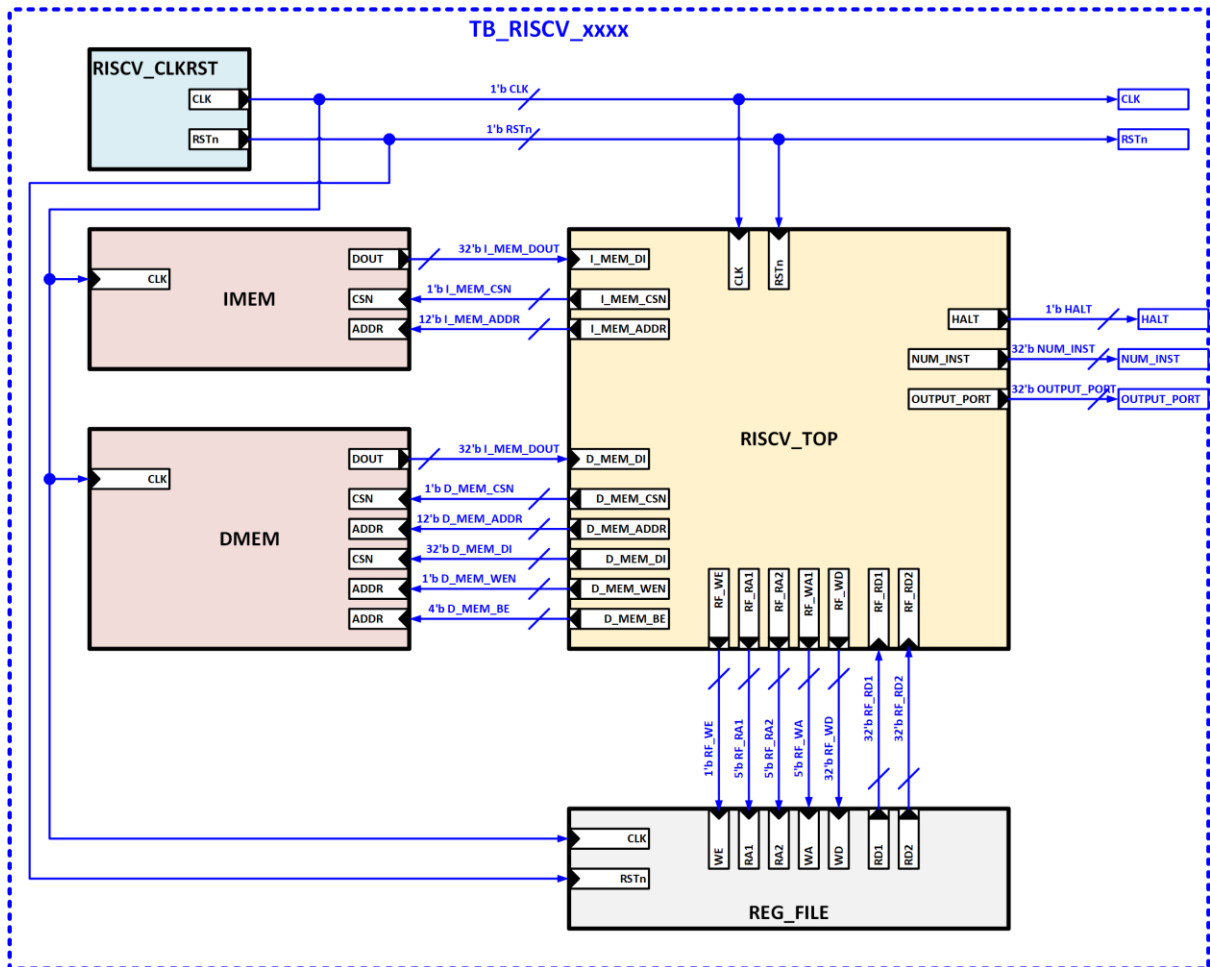 TB_RISCV_xxxx
RISCV_CLKRST
CLK
1'b CLK
CLK
RSTn
1'b RSTn
RSTn
CLK
RSTn
IMEM
CLK
DOUT
32'b I_MEM_DOUT
I_MEM_DI
CSN
1'b I_MEM_CSN
I_MEM_CSN
ADDR
12'b I_MEM_ADDR
I_MEM_ADDR
HALT
1'b HALT
HALT
NUM_INST
32'b NUM_INST
NUM_INST
OUTPUT_PORT
32'b OUTPUT_PORT
OUTPUT_PORT
RISCV_TOP
DMEM
CLK
DOUT
32'b I_MEM_DOUT
D_MEM_DI
CSN
1'b D_MEM_CSN
D_MEM_CSN
ADDR
12'b D_MEM_ADDR
D_MEM_ADDR
CSN
32'b D_MEM_DI
D_MEM_DI
ADDR
1'b D_MEM_WEN
D_MEM_WEN
ADDR
4'b D_MEM_BE
D_MEM_BE
RF_WE
RF_RA1
RF_RA2
RF_WA1
RF_WD
RF_RD1
RF_RD2
1'b RF_WE
5'b RF_RA1
5'b RF_RA2
5'b RF_WA
32'b RF_WD
32'b RF_RD1
32'b RF_RD2
CLK
RSTn
WE
RA1
RA2
WA
WD
RD1
RD2
REG_FILE